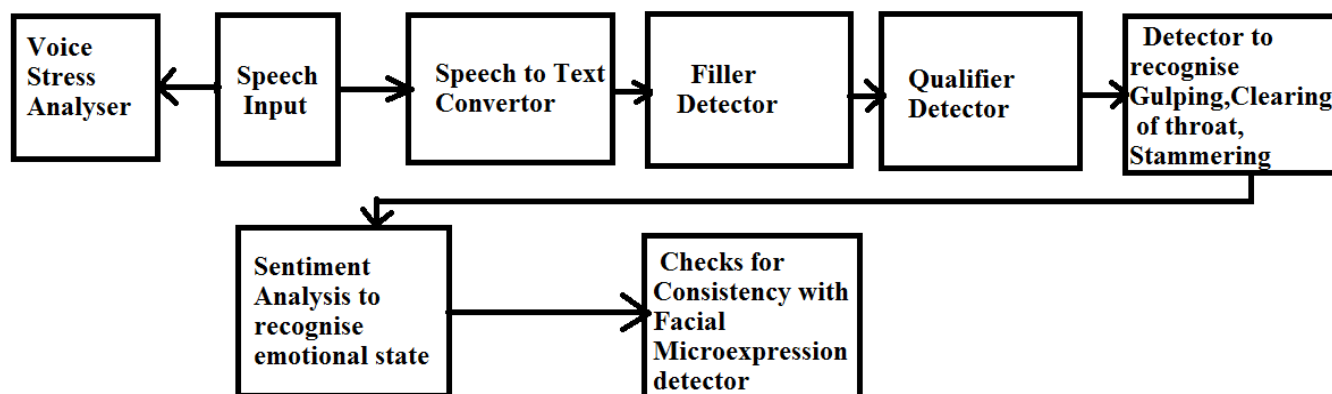 Voice
Stress
Analyser
Speech
Input
Speech to Text
Convertor
Filler
Detector
Qualifier
Detector
Detector to
recognise
Gulping,Clearing
of throat,
Stammering
Sentiment
Analysis to
recognise
emotional state
Checks for
Consistency with
Facial
Microexpression
detector